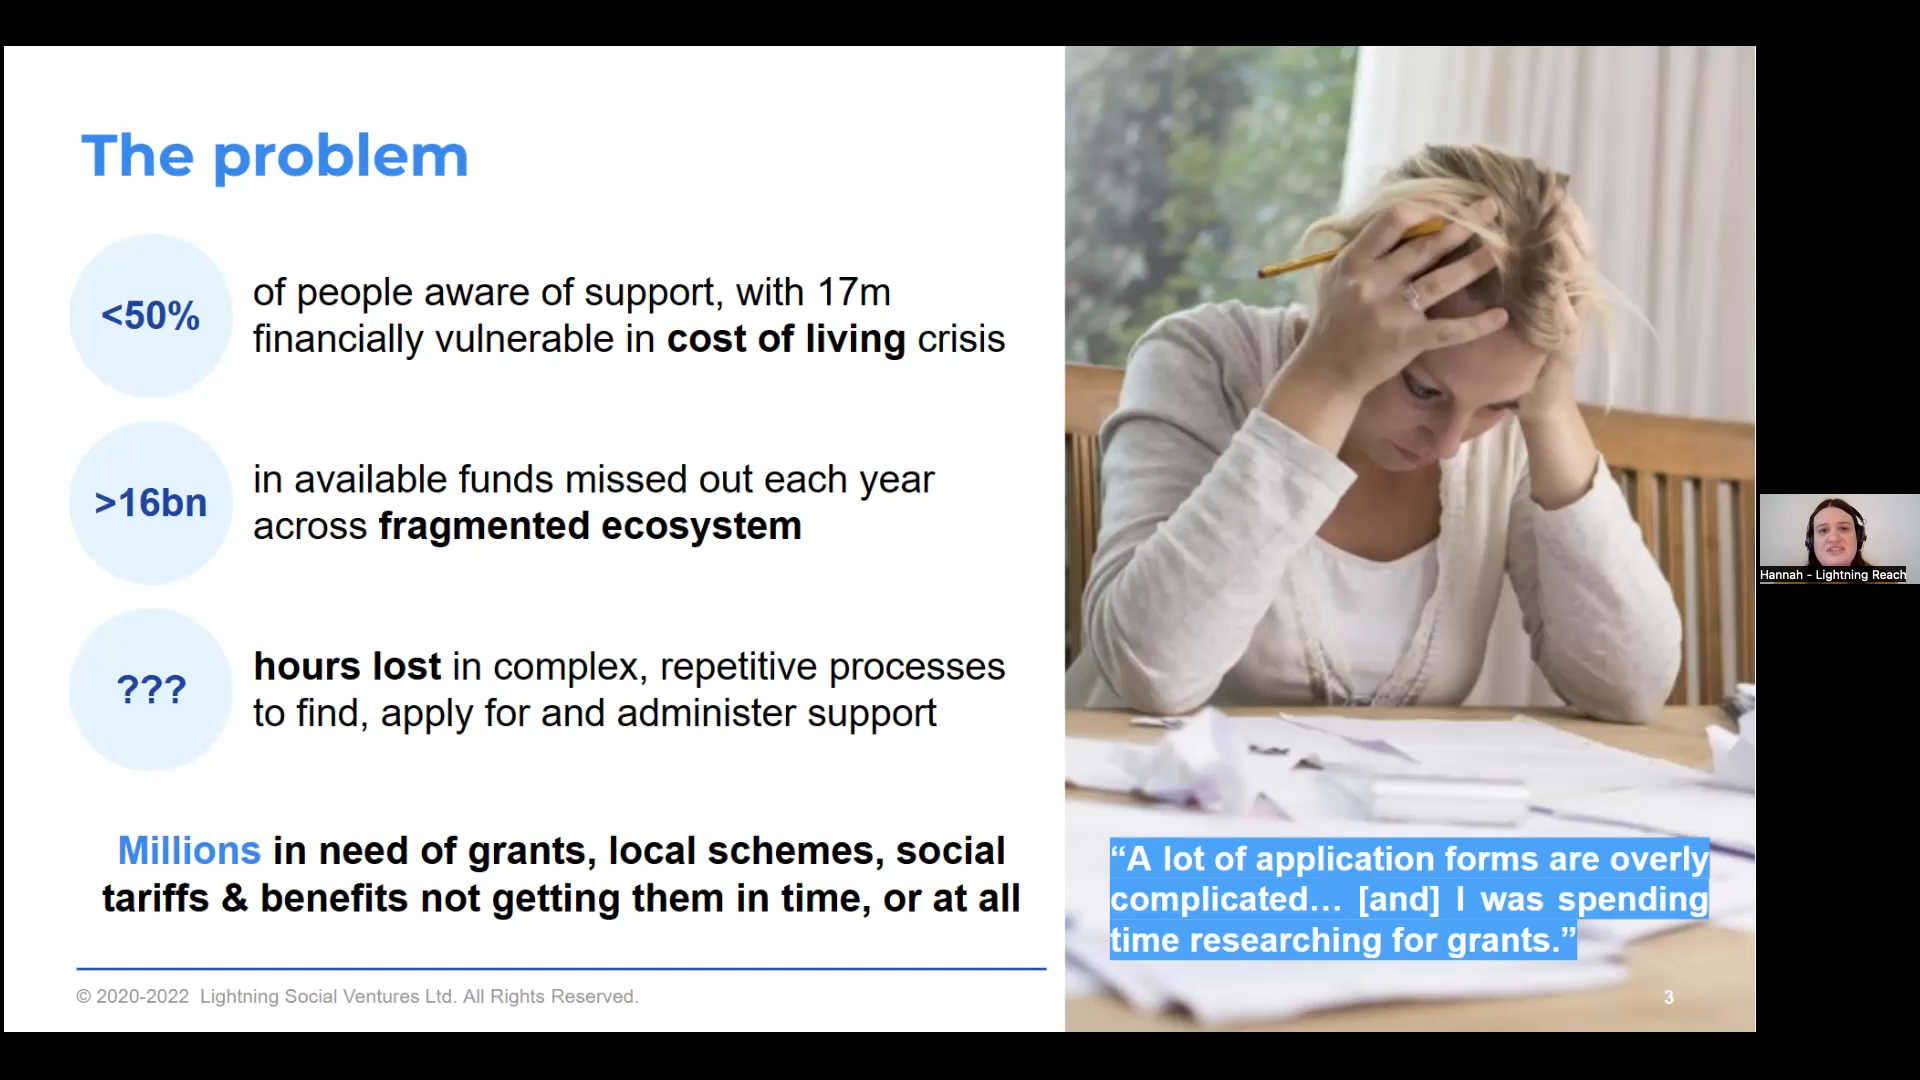 The problem
<50%
of people aware of support, with 17m
financially vulnerable in cost of living crisis
>16bn
in available funds missed out each year
across fragmented ecosystem
???
hours lost in complex, repetitive processes
to find, apply for and administer support
Millions in need of grants, local schemes, social
tariffs & benefits not getting them in time, or at all
“A lot of application forms are overly
complicated… [and] I was spending
time researching for grants.”
© 2020-2022 Lightning Social Ventures Ltd. All Rights Reserved.
3
Hannah - Lightning Reach